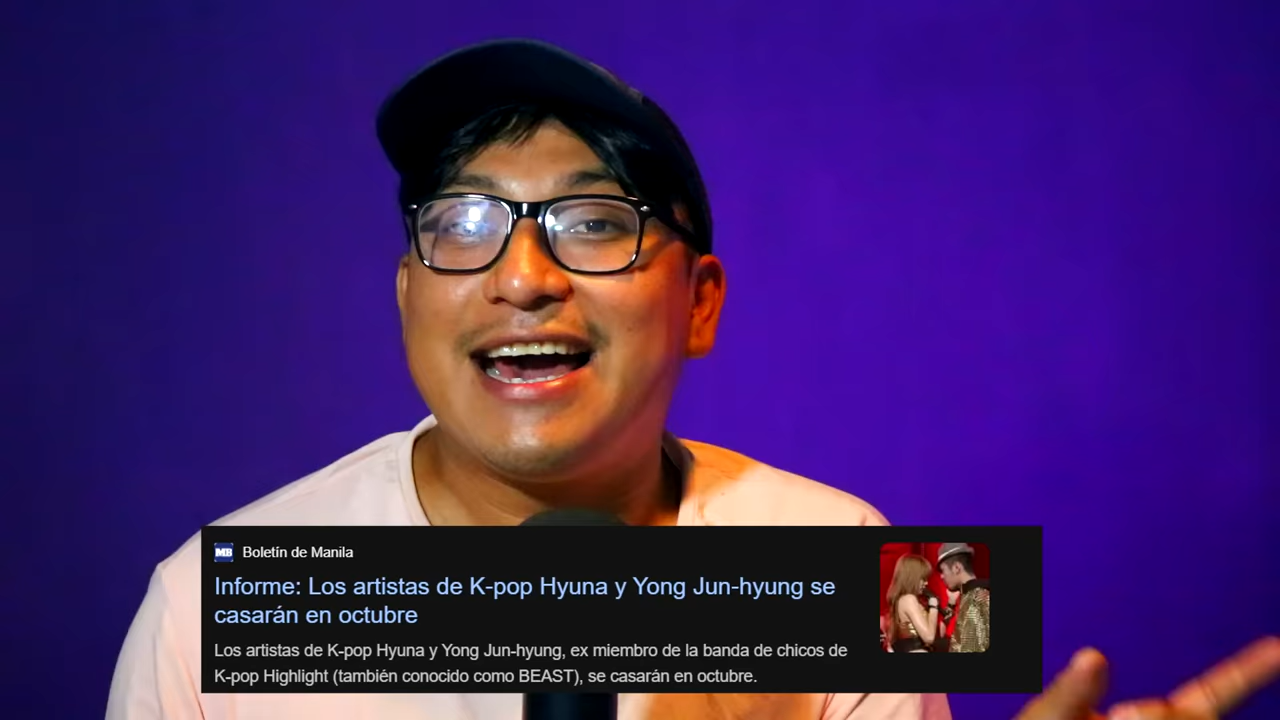 MB Boletín de Manila
Informe: Los artistas de K-pop Hyuna y Yong Jun-hyung se
casarán en octubre
Los artistas de K-pop Hyuna y Yong Jun-hyung, ex miembro de la banda de chicos de
K-pop Highlight (también conocido como BEAST), se casarán en octubre.